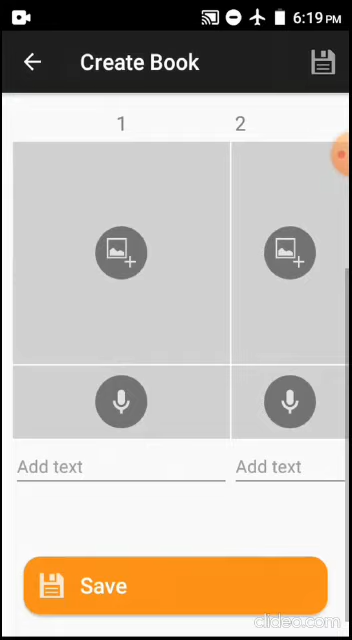 6:19 PM
Create Book
1 2
Add text Add text
Save
clideo.com